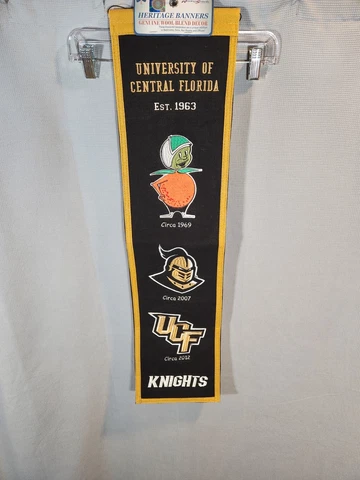 HERITAGE BANNERS
GENUINE WOOL BLEND DECOR
UNIVERSITY OF
CENTRAL FLORIDA
EST. 1963
Circa 1969
Circa 2007
UCF
Circa 2012
KNIGHTS